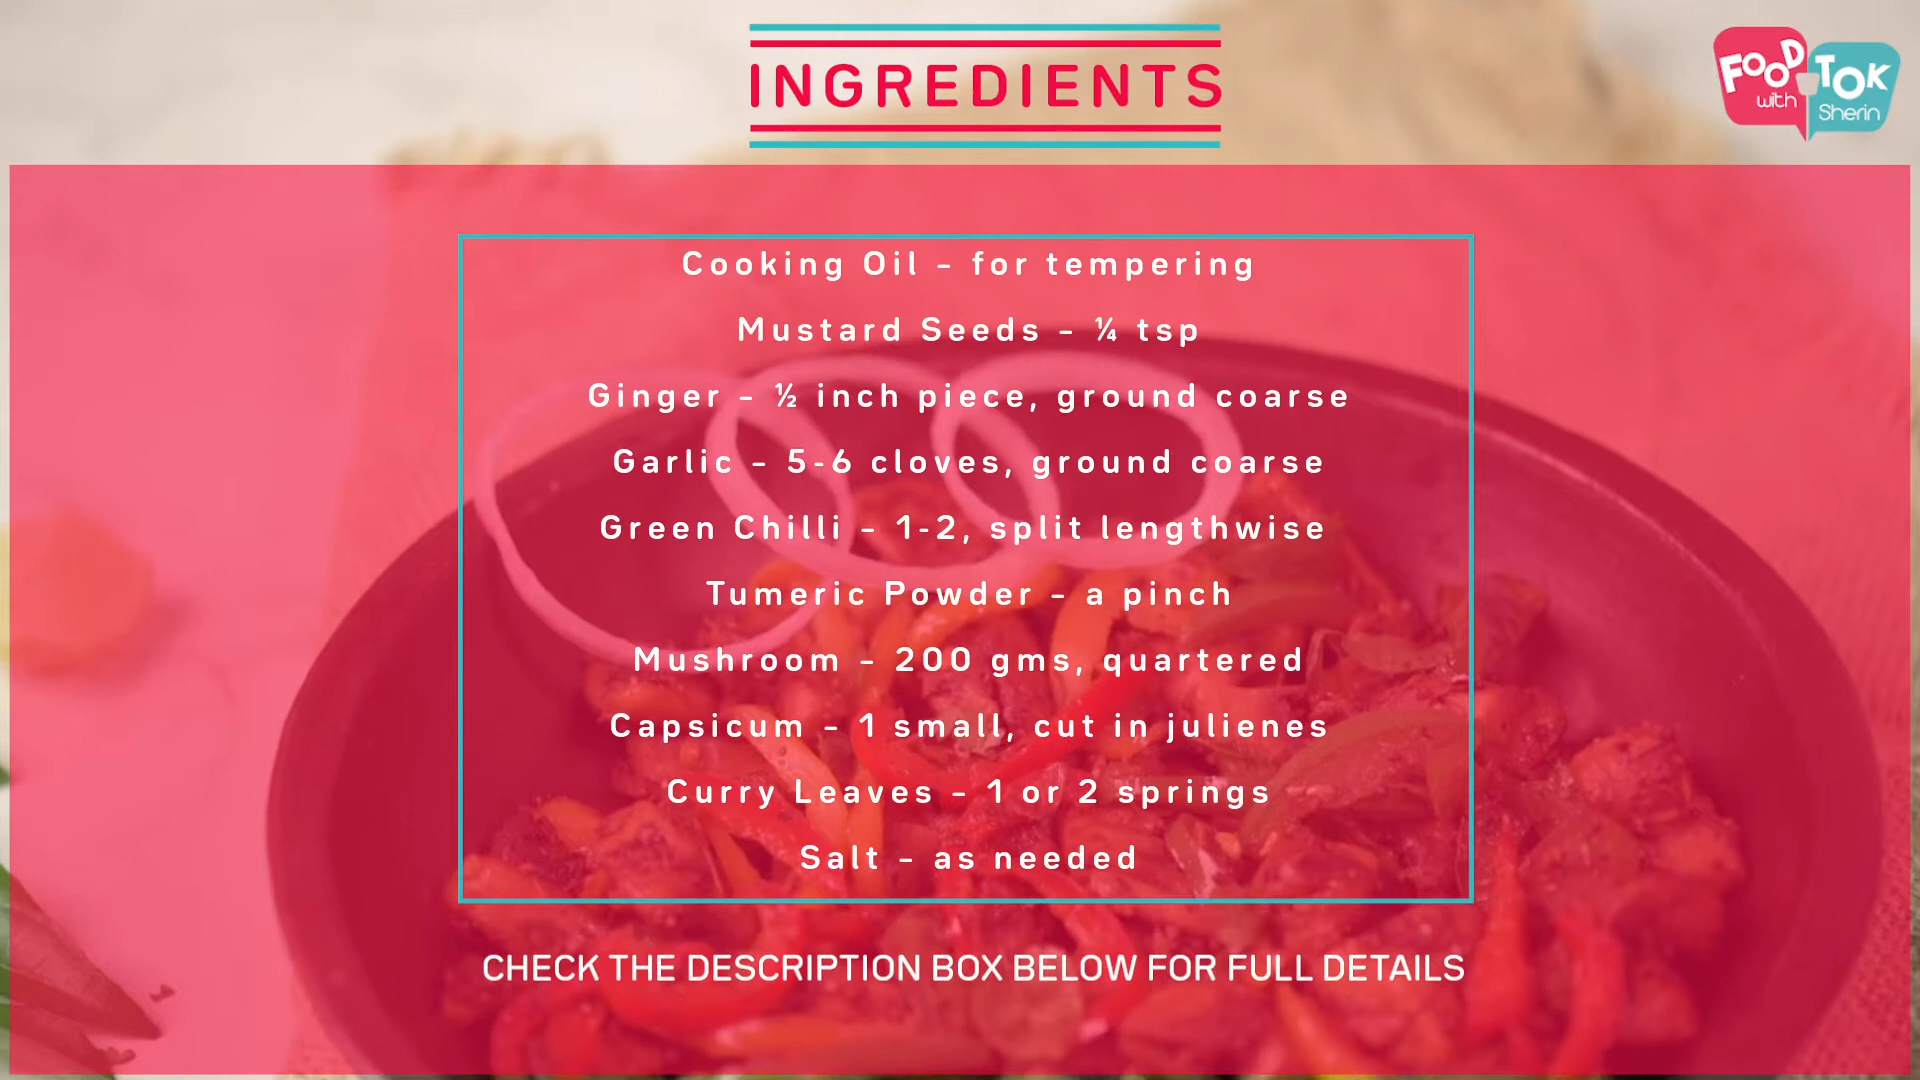 INGREDIENTS
FOOD TOK
with Sherin
Cooking Oil - for tempering
Mustard Seeds - ¼ tsp
Ginger - ½ inch piece, ground coarse
Garlic - 5-6 cloves, ground coarse
Green Chilli - 1-2, split lengthwise
Tumeric Powder - a pinch
Mushroom - 200 gms, quartered
Capsicum - 1 small, cut in julienes
Curry Leaves - 1 or 2 springs
Salt - as needed
CHECK THE DESCRIPTION BOX BELOW FOR FULL DETAILS